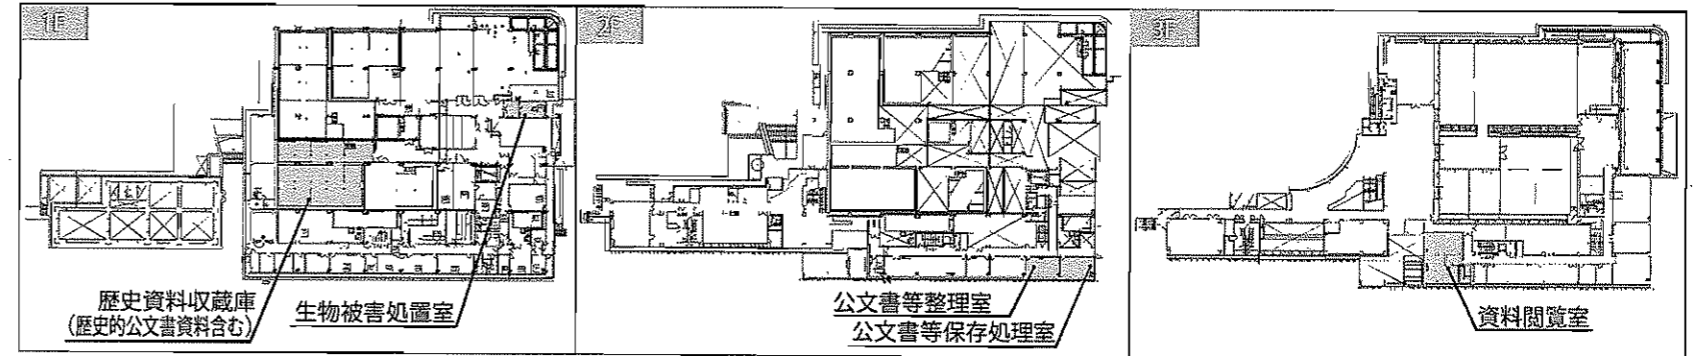 1F
歴史資料収蔵庫
(歴史的公文書資料含む)
生物被害処置室
2F
公文書等整理室
公文書等保存処理室
3F
資料閲覧室